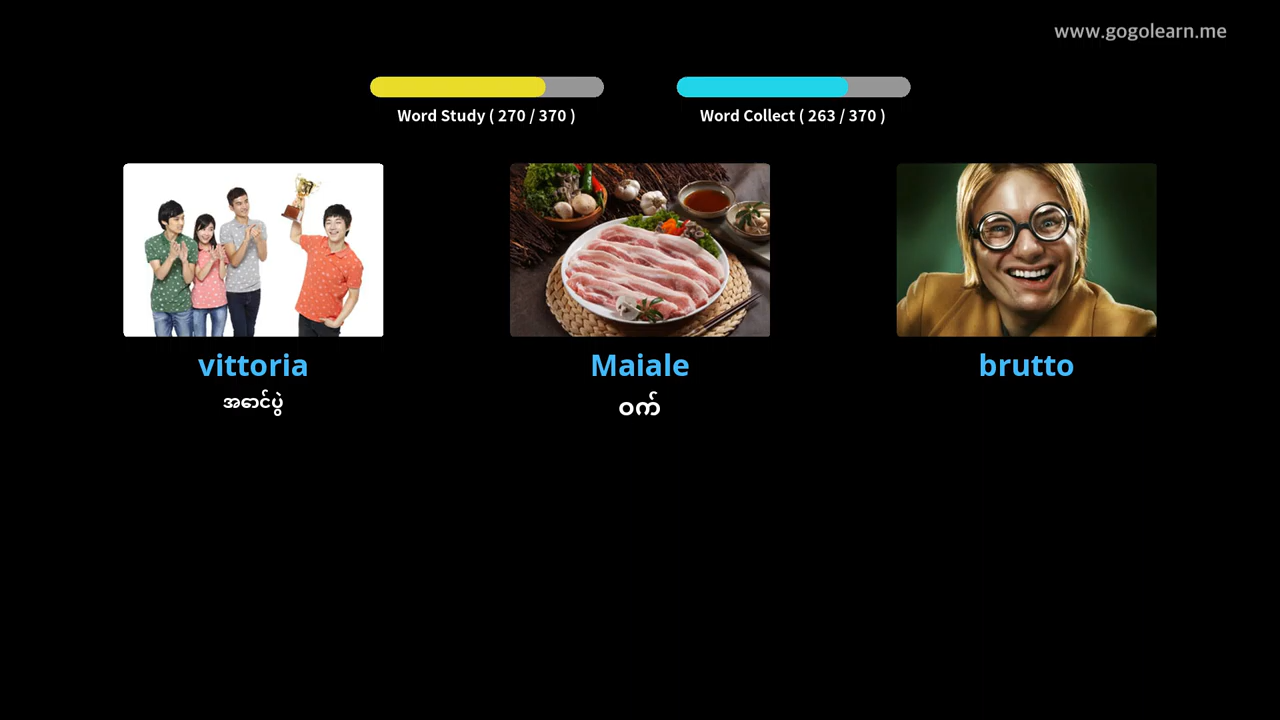 www.gogolearn.me
Word Study ( 270 / 370 )
Word Collect ( 263 / 370 )
vittoria
Maiale
brutto
အောင်ပွဲ
ဝက်